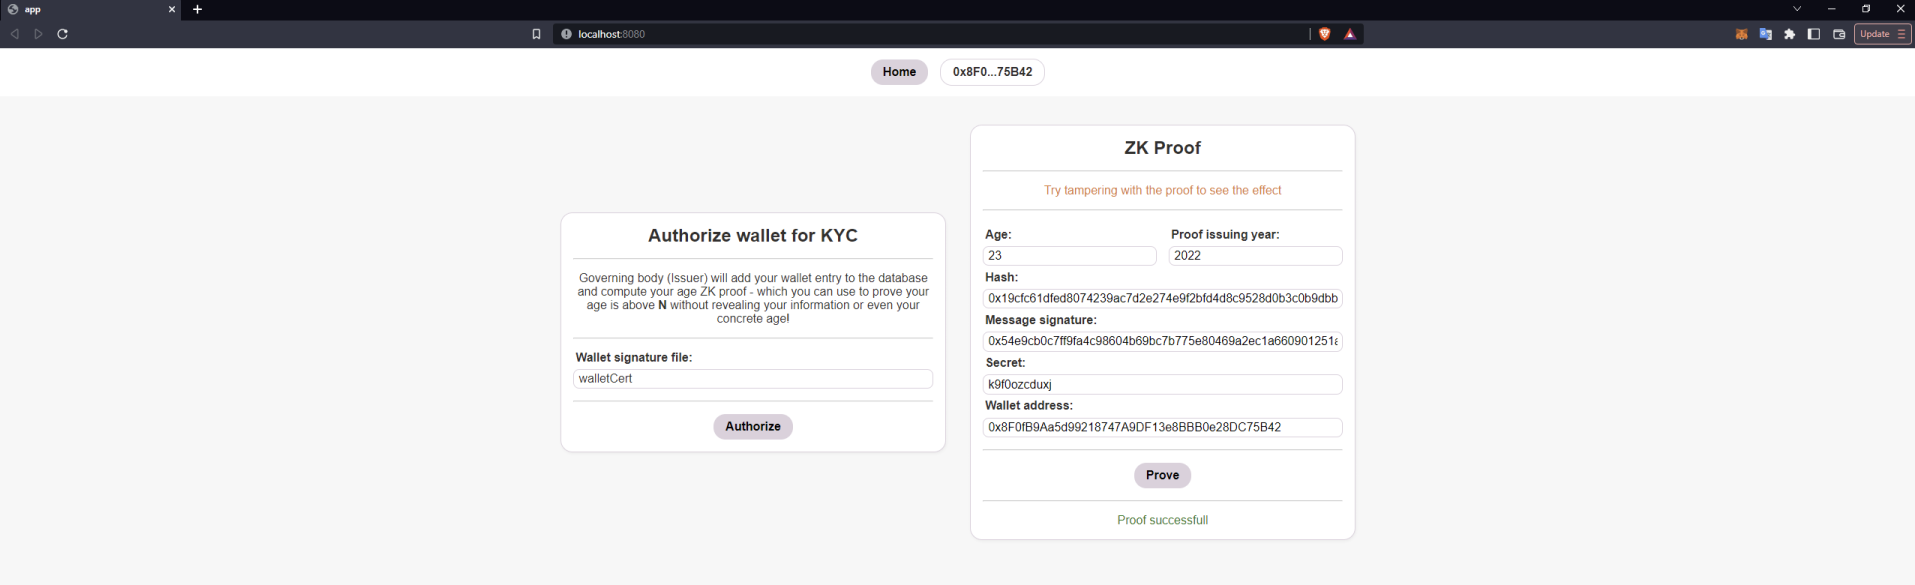 app
localhost:8080
Update
Home
0x8F0...75B42
Authorize wallet for KYC
Governing body (Issuer) will add your wallet entry to the database
and compute your age ZK proof - which you can use to prove your
age is above N without revealing your information or even your
concrete age!
Wallet signature file:
walletCert
Authorize
ZK Proof
Try tampering with the proof to see the effect
Age:
Proof issuing year:
23
2022
Hash:
0x19cfc61dfed8074239ac7d2e274e9f2bfd4d8c9528d0b3c0b9dbb
Message signature:
0x54e9cb0c7ff9fa4c98604b69bc7b775e80469a2ec1a660901251a
Secret:
k9f0ozcduxj
Wallet address:
0x8F0fB9Aa5d99218747A9DF13e8BBB0e28DC75B42
Prove
Proof successfull